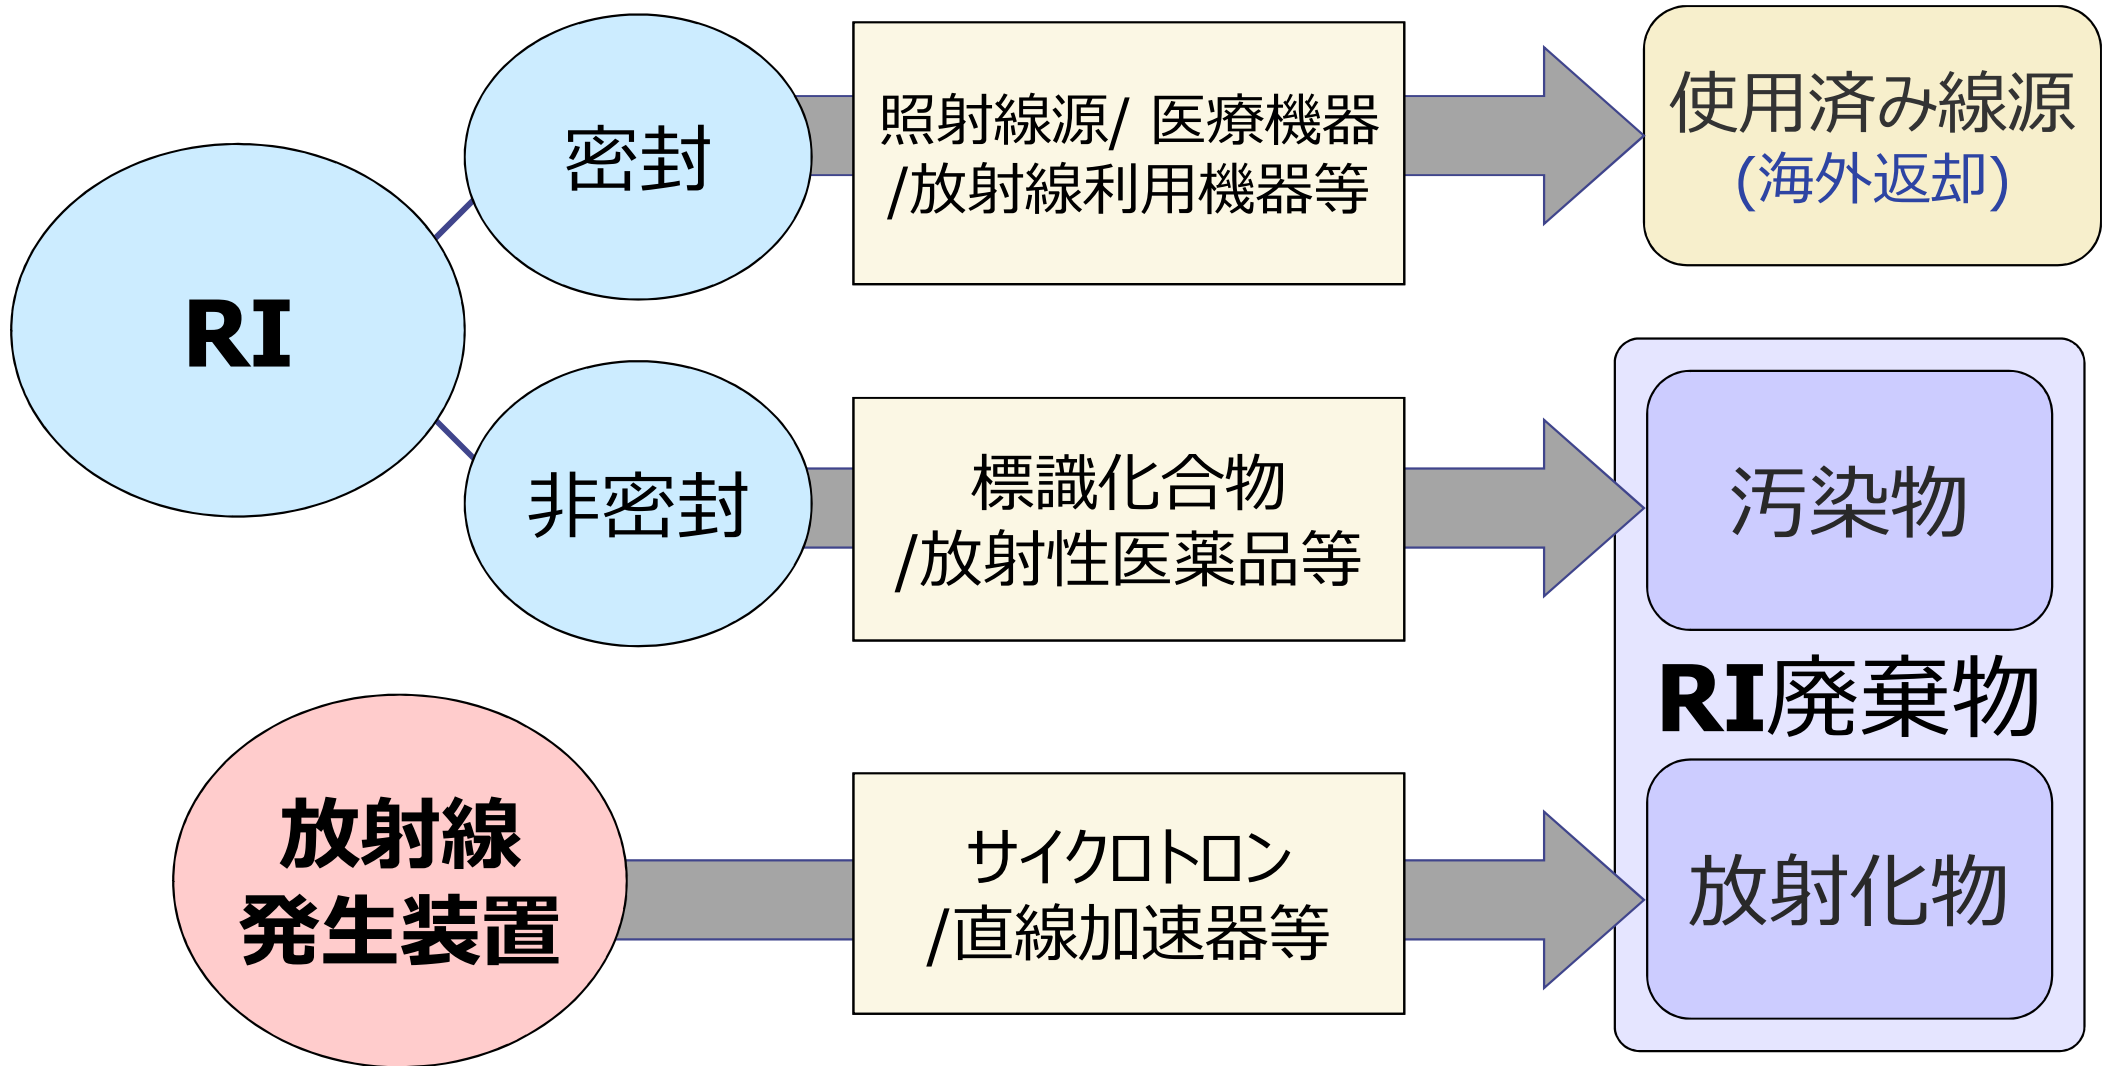 RI
密封
照射線源/ 医療機器
/放射線利用機器等
使用済み線源
(海外返却)
非密封
標識化合物
/放射性医薬品等
汚染物
RI廃棄物
放射線
発生装置
サイクロトロン
/直線加速器等
放射化物